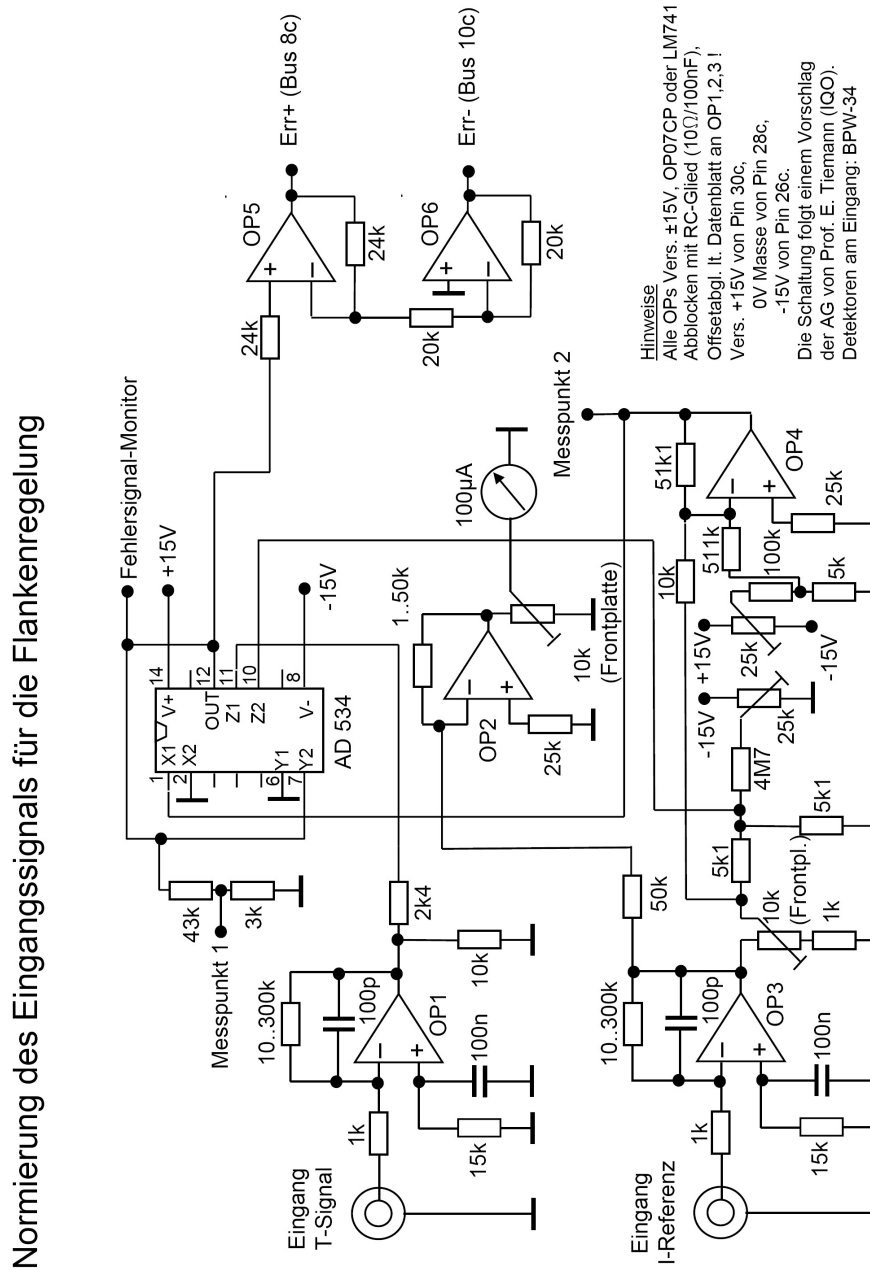 Normierung des Eingangssignals für die Flankenregelung
Fehlersignal-Monitor
+15V
-15V
1
2
6
7
14
12
11
10
8
X1
X2
Y1
Y2
V+
OUT
Z1
Z2
V-
AD 534
43k
3k
Messpunkt 1
24k
OP5
24k
Err+ (Bus 8c)
20k
OP6
20k
Err- (Bus 10c)
Eingang
T-Signal
1k
15k
10..300k
100p
100n
OP1
2k4
10k
1..50k
OP2
25k
10k
(Frontplatte)
100µA
Messpunkt 2
Eingang
I-Referenz
1k
15k
10..300k
100p
100n
OP3
50k
10k
(Frontpl.)
1k
5k1
5k1
4M7
-15V
25k
+15V
25k
-15V
10k
511k
100k
5k
51k1
OP4
25k
Hinweise
Alle OPs Vers. ±15V, OP07CP oder LM741
Abblocken mit RC-Glied (10Ω/100nF),
Offsetabgl. lt. Datenblatt an OP1,2,3 !
Vers. +15V von Pin 30c,
0V Masse von Pin 28c,
-15V von Pin 26c.
Die Schaltung folgt einem Vorschlag
der AG von Prof. E. Tiemann (IQO).
Detektoren am Eingang: BPW-34